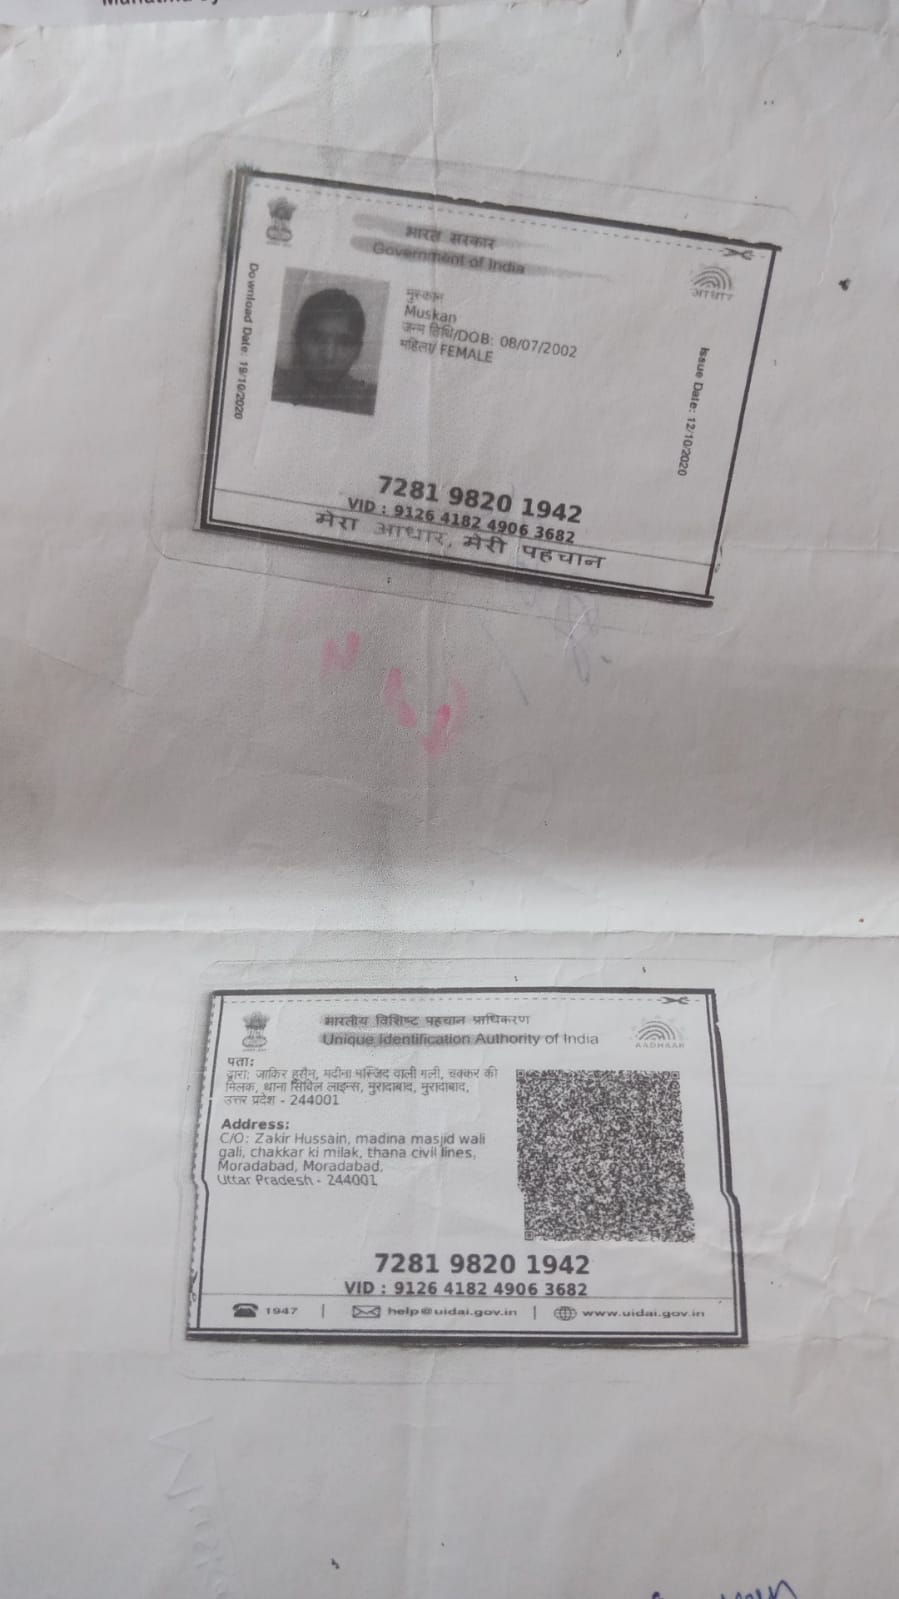 भारत सरकार
Government of India
आधार
Download Date: 19/10/2020
मुस्कान
Muskan
जन्म तिथि/DOB: 08/07/2002
महिला/ FEMALE
Issue Date: 12/10/2020
7281 9820 1942
VID : 9126 4182 4906 3682
मेरा आधार, मेरी पहचान
भारतीय विशिष्ट पहचान प्राधिकरण
Unique Identification Authority of India
AADHAAR
पता:
द्वारा: जाकिर हुसैन, मदीना मस्जिद वाली गली, चक्कर की
मिलक, थाना सिविल लाइन्स, मुरादाबाद, मुरादाबाद,
उत्तर प्रदेश - 244001
Address:
C/O: Zakir Hussain, madina masjid wali
gali, chakkar ki milak, thana civil lines,
Moradabad, Moradabad,
Uttar Pradesh - 244001
7281 9820 1942
VID : 9126 4182 4906 3682
1947 | help@uidai.gov.in | www.uidai.gov.in